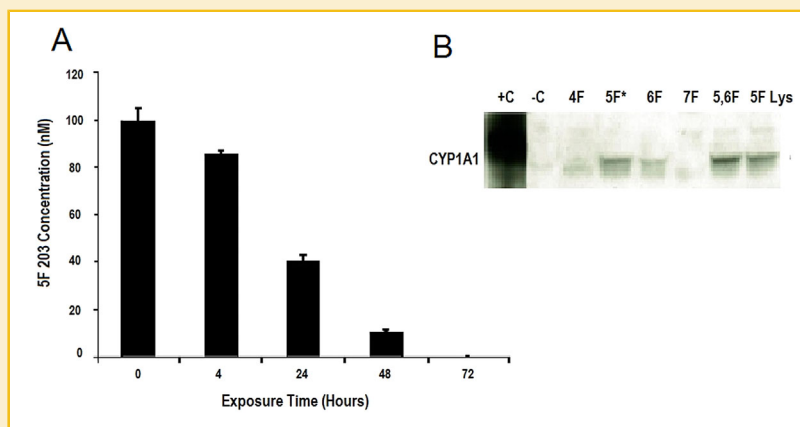 A
120
100
80
60
40
20
0
5F 203 Concentration (nM)
0 4 24 48 72
Exposure Time (Hours)
B
+C -C 4F 5F* 6F 7F 5,6F 5F Lys
CYP1A1